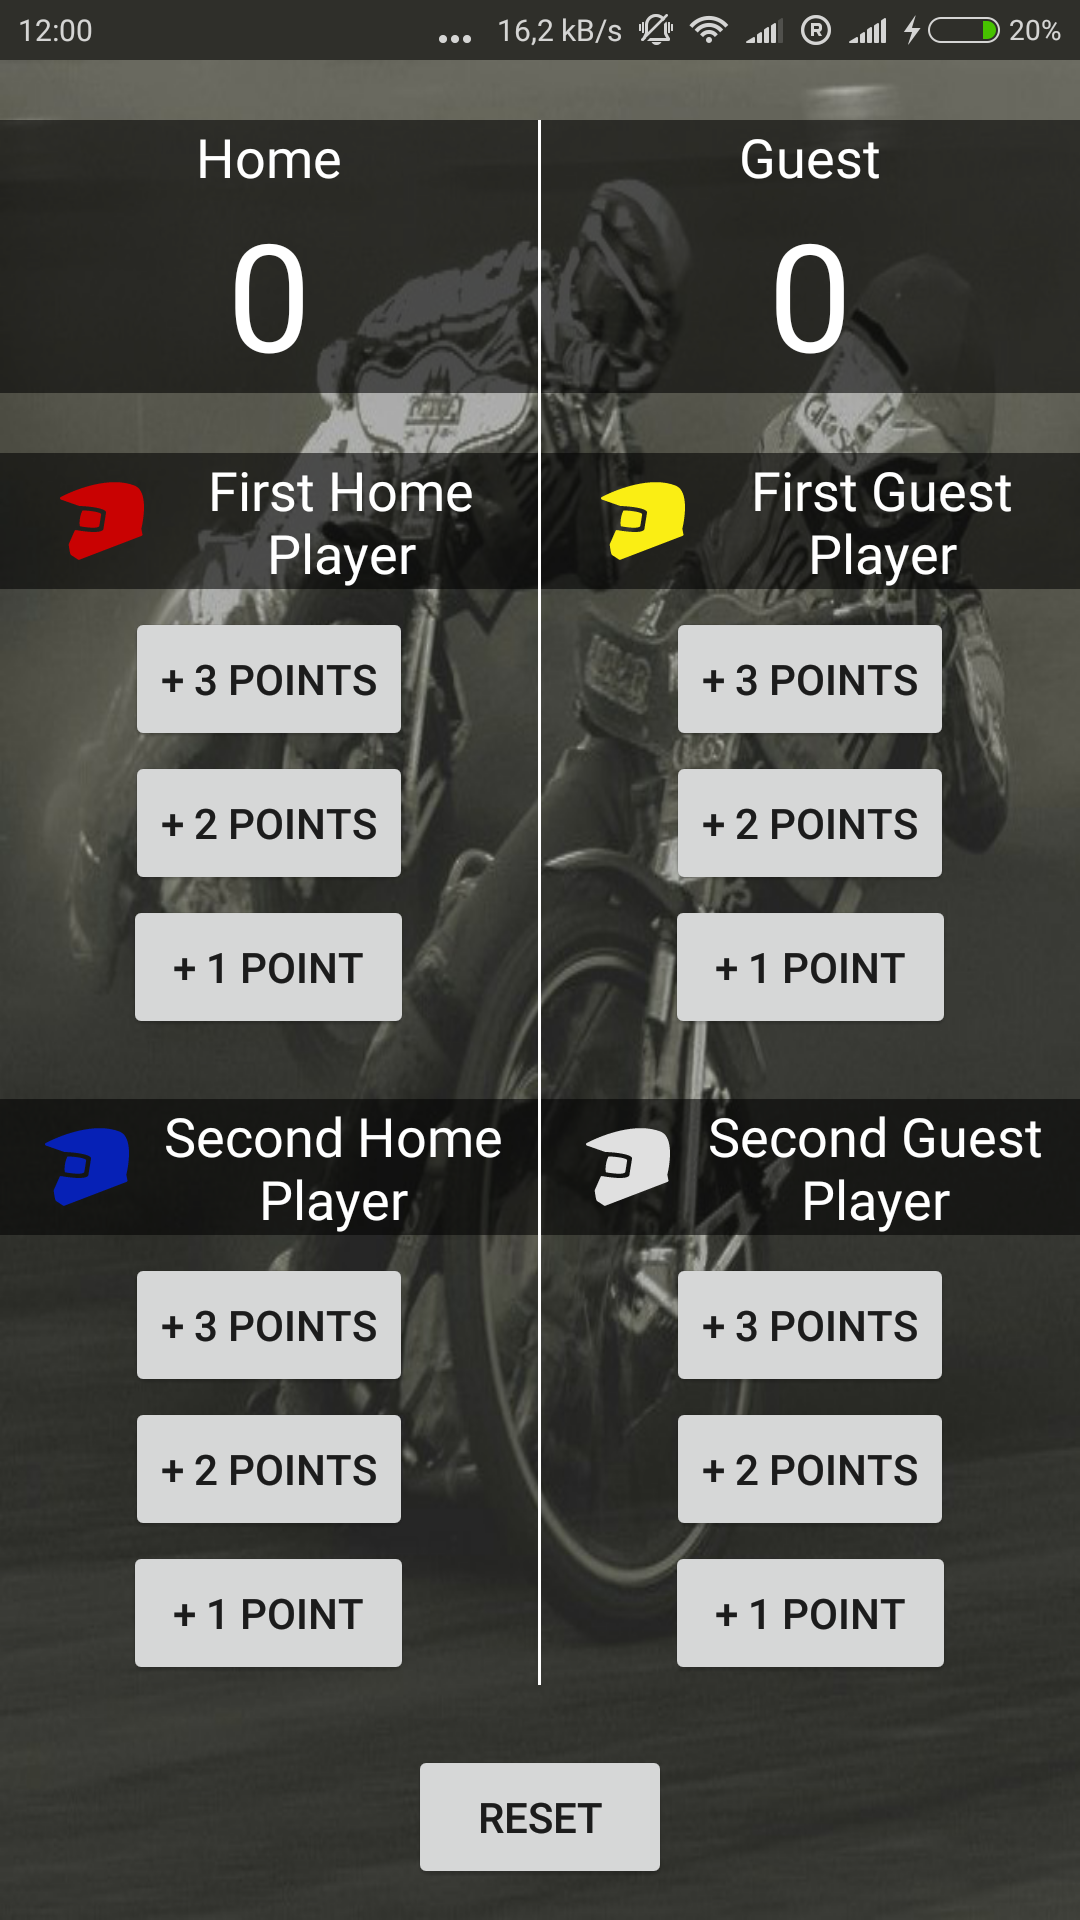 12:00 ... 16,2 kB/s R 20%
Home Guest
0 0
First Home First Guest
Player Player
+ 3 POINTS + 3 POINTS
+ 2 POINTS + 2 POINTS
+ 1 POINT + 1 POINT
Second Home Second Guest
Player Player
+ 3 POINTS + 3 POINTS
+ 2 POINTS + 2 POINTS
+ 1 POINT + 1 POINT
RESET